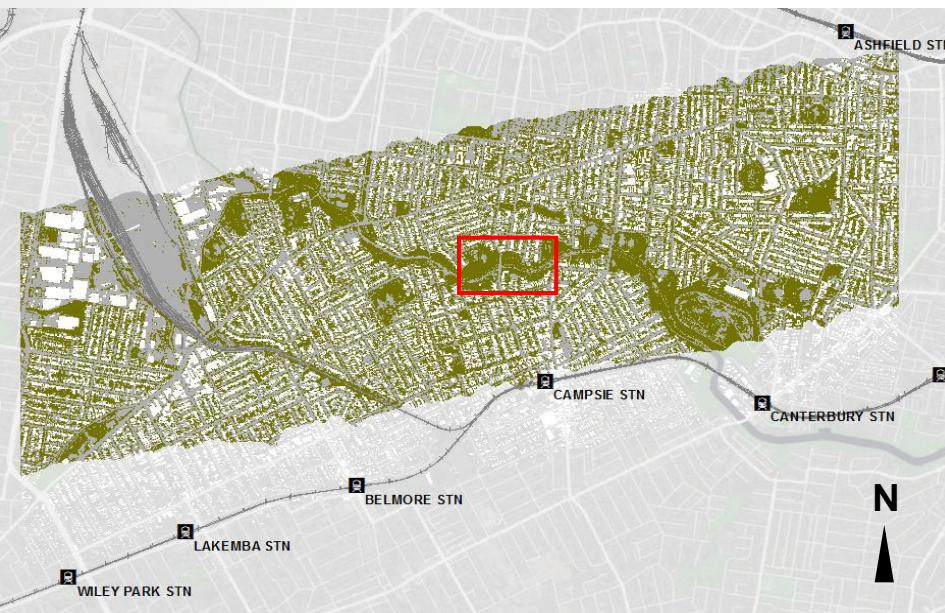 ASHFIELD STN
CAMPSIE STN
CANTERBURY STN
BELMORE STN
N
LAKEMBA STN
WILEY PARK STN